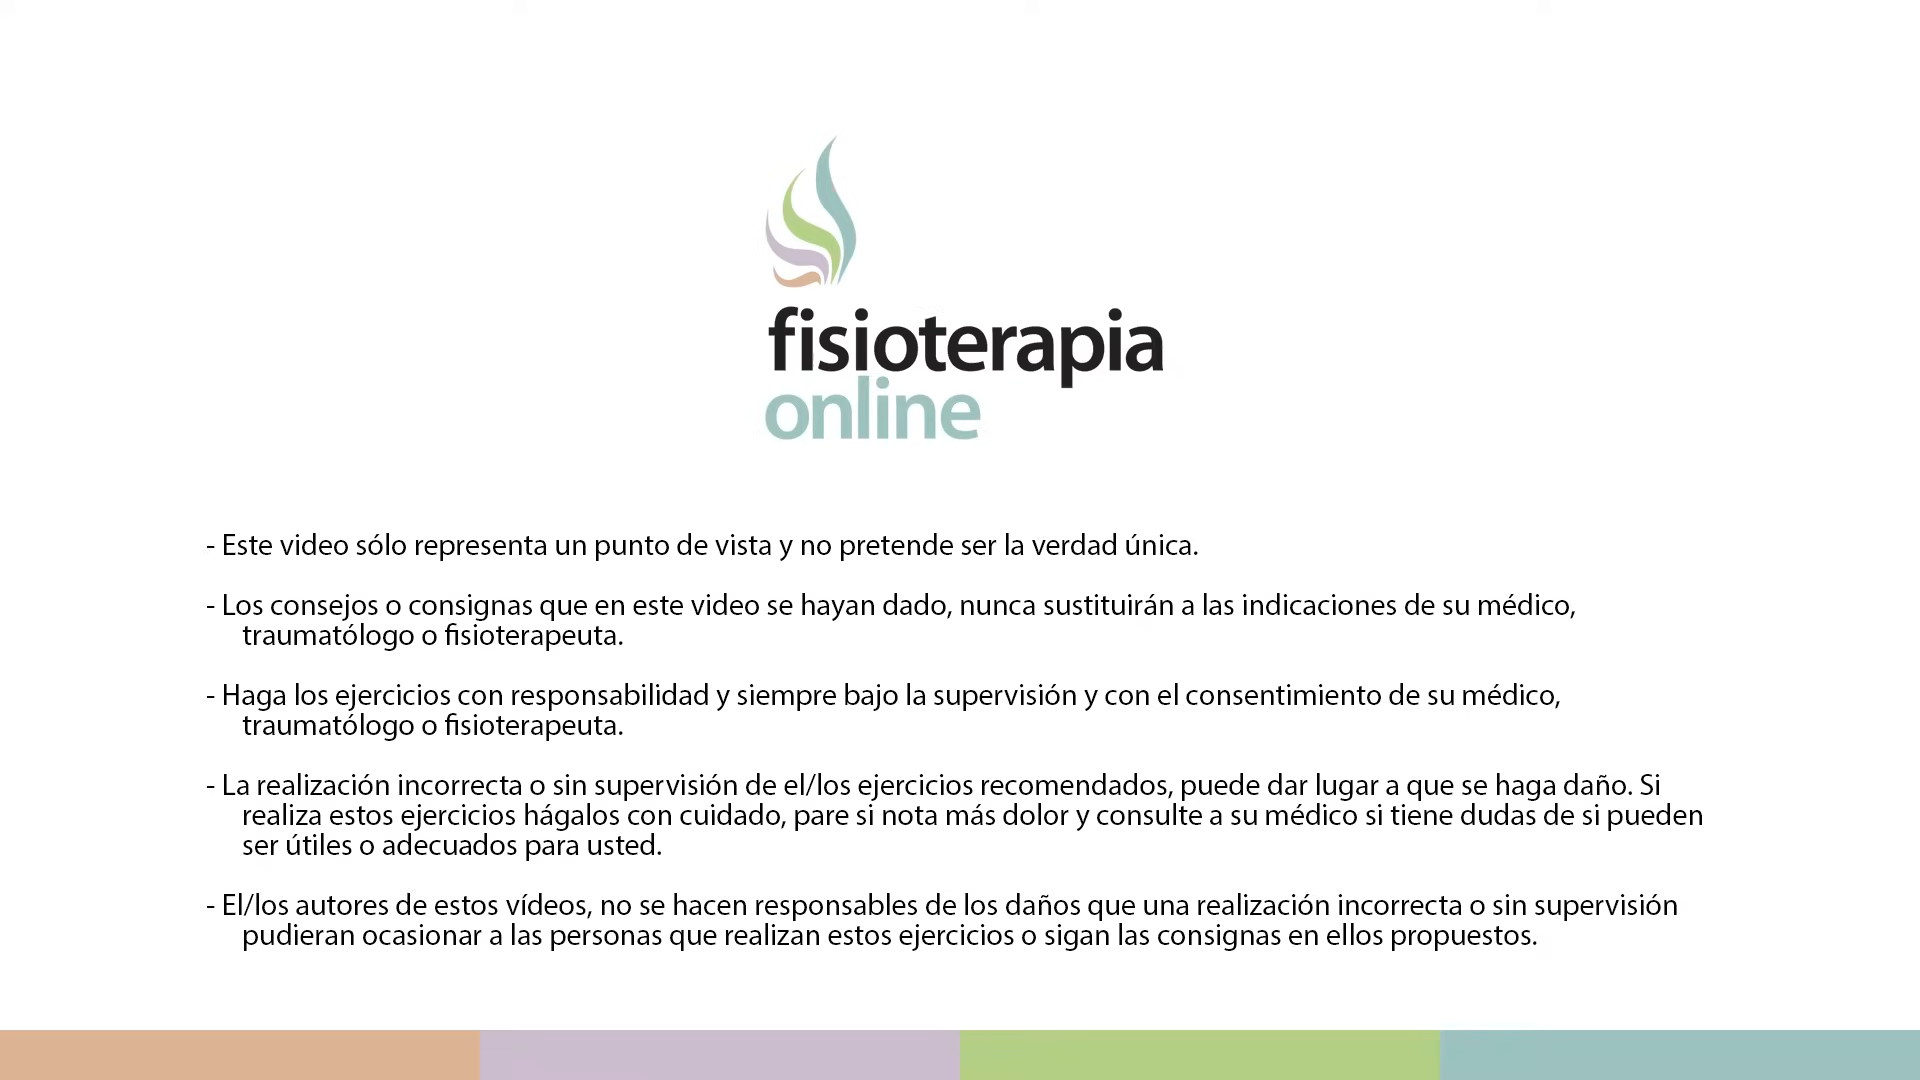 fisioterapia
online
- Este video sólo representa un punto de vista y no pretende ser la verdad única.
- Los consejos o consignas que en este video se hayan dado, nunca sustituirán a las indicaciones de su médico,
traumatólogo o fisioterapeuta.
- Haga los ejercicios con responsabilidad y siempre bajo la supervisión y con el consentimiento de su médico,
traumatólogo o fisioterapeuta.
- La realización incorrecta o sin supervisión de el/los ejercicios recomendados, puede dar lugar a que se haga daño. Si
realiza estos ejercicios hágalos con cuidado, pare si nota más dolor y consulte a su médico si tiene dudas de si pueden
ser útiles o adecuados para usted.
- El/los autores de estos vídeos, no se hacen responsables de los daños que una realización incorrecta o sin supervisión
pudieran ocasionar a las personas que realizan estos ejercicios o sigan las consignas en ellos propuestos.